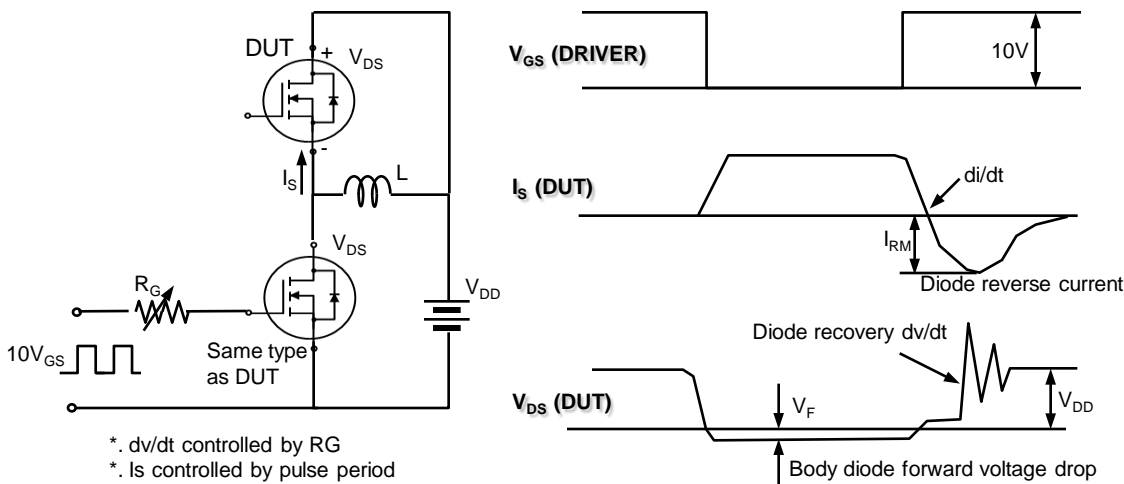 DUT
+
VDS
-
IS
L
VDS
RG
VDD
10VGS
Same type
as DUT
*. dv/dt controlled by RG
*. Is controlled by pulse period
VGS (DRIVER)
10V
IS (DUT)
di/dt
IRM
Diode reverse current
Diode recovery dv/dt
VDS (DUT)
VF
VDD
Body diode forward voltage drop